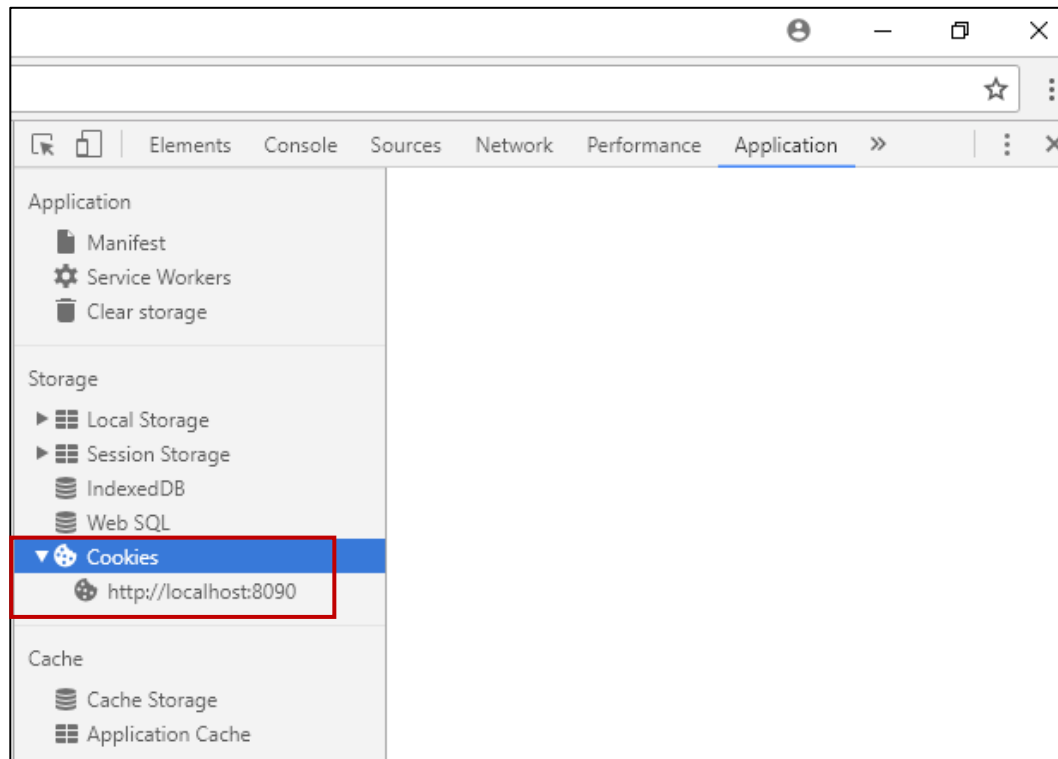 Elements Console Sources Network Performance Application »
Application
Manifest
Service Workers
Clear storage
Storage
Local Storage
Session Storage
IndexedDB
Web SQL
Cookies
http://localhost:8090
Cache
Cache Storage
Application Cache